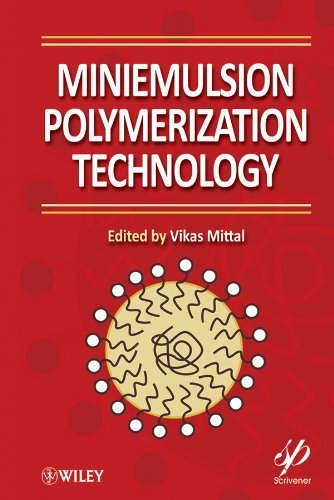 MINIEMULSION
POLYMERIZATION
TECHNOLOGY
Edited by Vikas Mittal
WILEY
Scrivener